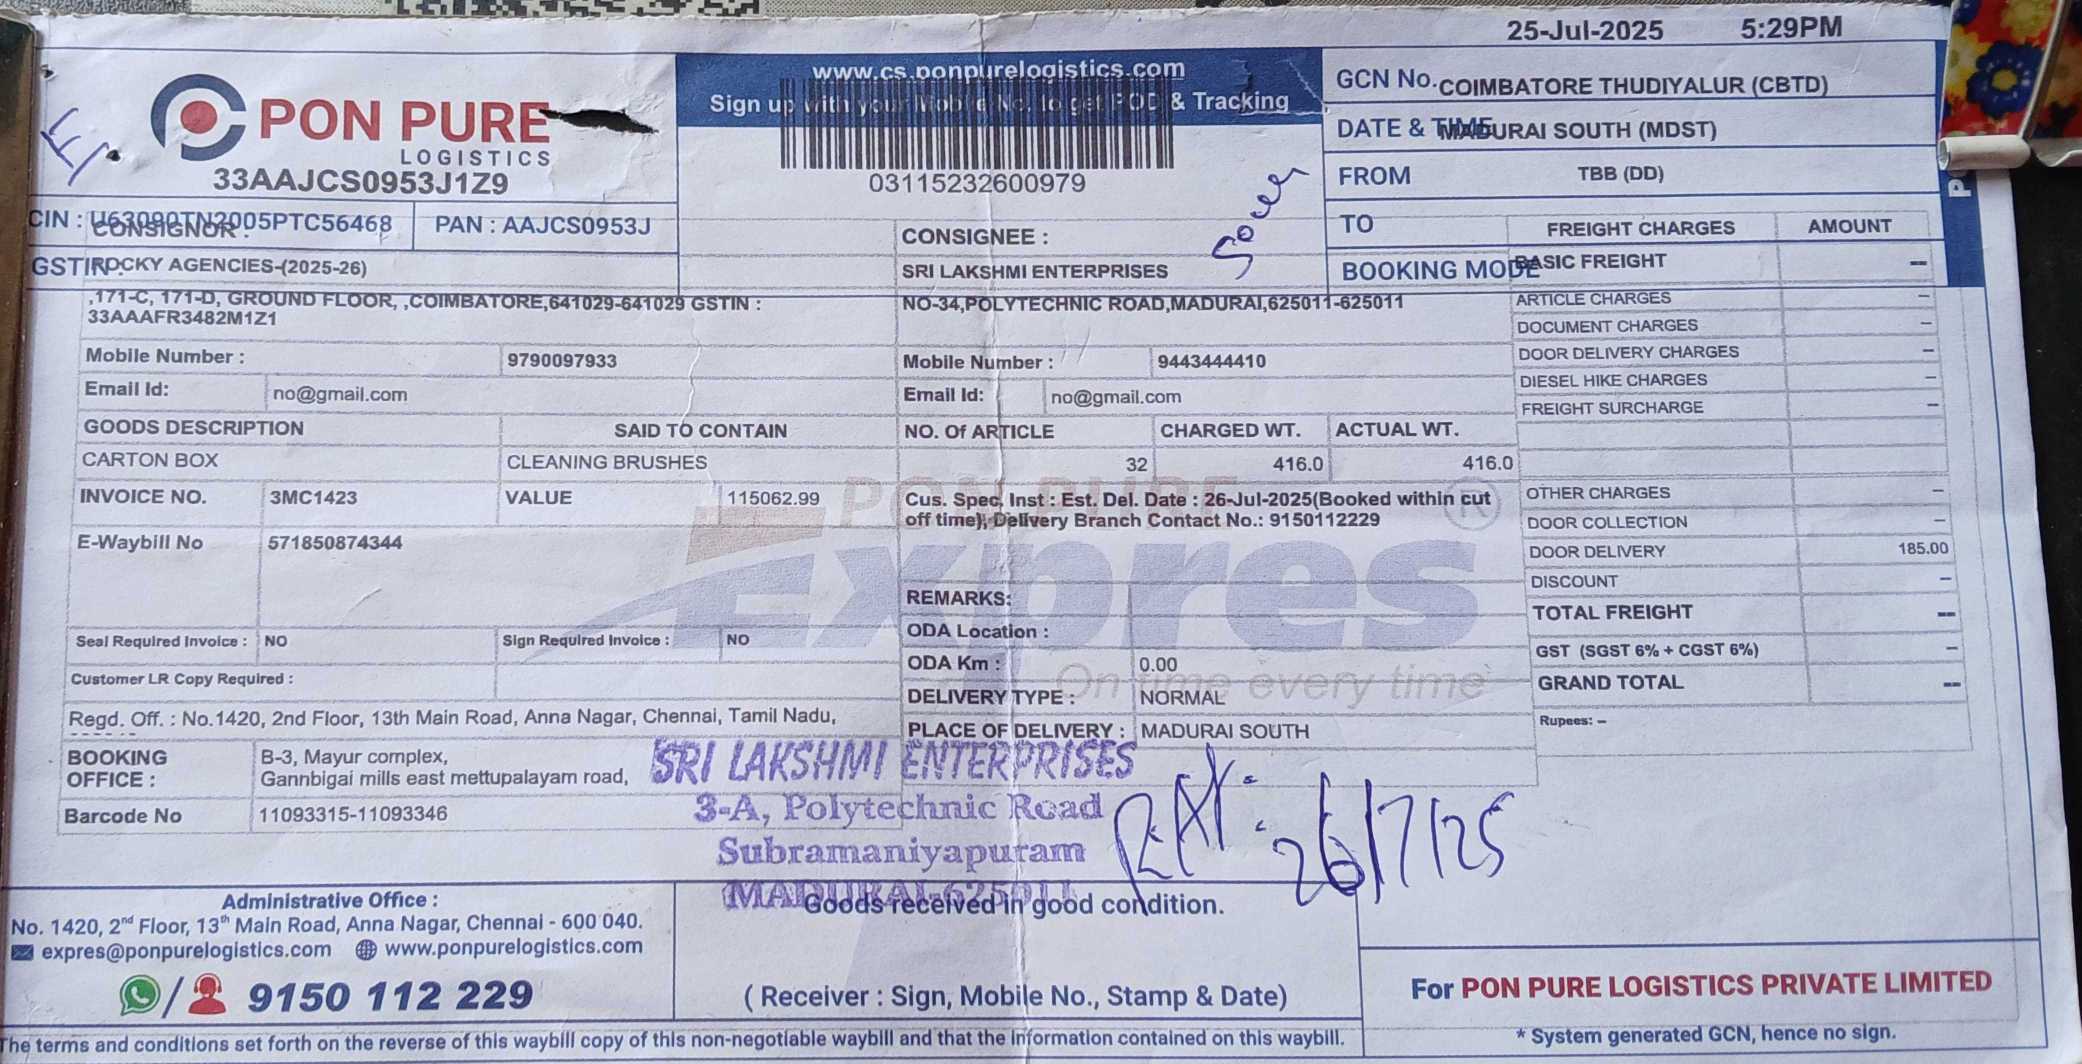 25-Jul-2025 5:29PM
PON PURE
LOGISTICS
33AAJCS0953J1Z9
CIN : U63090TN2005PTC56468 PAN : AAJCS0953J
www.cs.ponpurelogistics.com
Sign up with your Mobile No. to get POD & Tracking
03115232600979
GCN No. COIMBATORE THUDIYALUR (CBTD)
DATE & TIME MADURAI SOUTH (MDST)
FROM TBB (DD)
TO
BOOKING MODE
CONSIGNOR :
GSTIN :
ROCKY AGENCIES-(2025-26)
,171-C, 171-D, GROUND FLOOR, ,COIMBATORE,641029-641029 GSTIN :
33AAAFR3482M1Z1
Mobile Number : 9790097933
Email Id: no@gmail.com
CONSIGNEE :
SRI LAKSHMI ENTERPRISES
NO-34,POLYTECHNIC ROAD,MADURAI,625011-625011
Mobile Number : 9443444410
Email Id: no@gmail.com
GOODS DESCRIPTION SAID TO CONTAIN NO. Of ARTICLE CHARGED WT. ACTUAL WT.
CARTON BOX CLEANING BRUSHES 32 416.0 416.0
INVOICE NO. 3MC1423 VALUE 115062.99
E-Waybill No 571850874344
Cus. Spec. Inst : Est. Del. Date : 26-Jul-2025(Booked within cut
off time), Delivery Branch Contact No.: 9150112229
PON PURE
Expres ®
On time every time
REMARKS:
ODA Location :
ODA Km : 0.00
DELIVERY TYPE : NORMAL
PLACE OF DELIVERY : MADURAI SOUTH
Seal Required Invoice : NO Sign Required Invoice : NO
Customer LR Copy Required :
Regd. Off. : No.1420, 2nd Floor, 13th Main Road, Anna Nagar, Chennai, Tamil Nadu,
BOOKING OFFICE : B-3, Mayur complex,
Gannbigai mills east mettupalayam road,
Barcode No 11093315-11093346
FREIGHT CHARGES AMOUNT
BASIC FREIGHT --
ARTICLE CHARGES –
DOCUMENT CHARGES –
DOOR DELIVERY CHARGES –
DIESEL HIKE CHARGES –
FREIGHT SURCHARGE –
OTHER CHARGES –
DOOR COLLECTION –
DOOR DELIVERY 185.00
DISCOUNT –
TOTAL FREIGHT --
GST (SGST 6% + CGST 6%) –
GRAND TOTAL --
Rupees: –
SRI LAKSHMI ENTERPRISES
3-A, Polytechnic Road
Subramaniyapuram
MADURAI-625011
26/7/25
Goods received in good condition.
( Receiver : Sign, Mobile No., Stamp & Date)
Administrative Office :
No. 1420, 2nd Floor, 13th Main Road, Anna Nagar, Chennai - 600 040.
expres@ponpurelogistics.com www.ponpurelogistics.com
/ 9150 112 229
For PON PURE LOGISTICS PRIVATE LIMITED
* System generated GCN, hence no sign.
The terms and conditions set forth on the reverse of this waybill copy of this non-negotiable waybill and that the Information contained on this waybill.